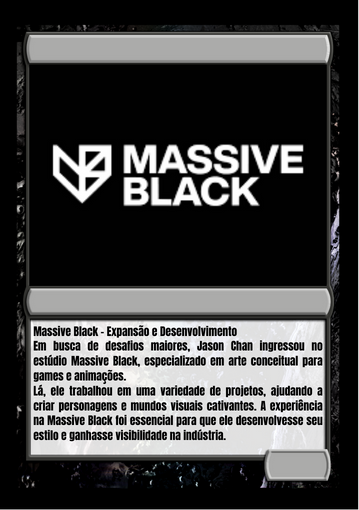 MASSIVE
BLACK
Massive Black - Expansão e Desenvolvimento
Em busca de desafios maiores, Jason Chan ingressou no
estúdio Massive Black, especializado em arte conceitual para
games e animações.
Lá, ele trabalhou em uma variedade de projetos, ajudando a
criar personagens e mundos visuais cativantes. A experiência
na Massive Black foi essencial para que ele desenvolvesse seu
estilo e ganhasse visibilidade na indústria.